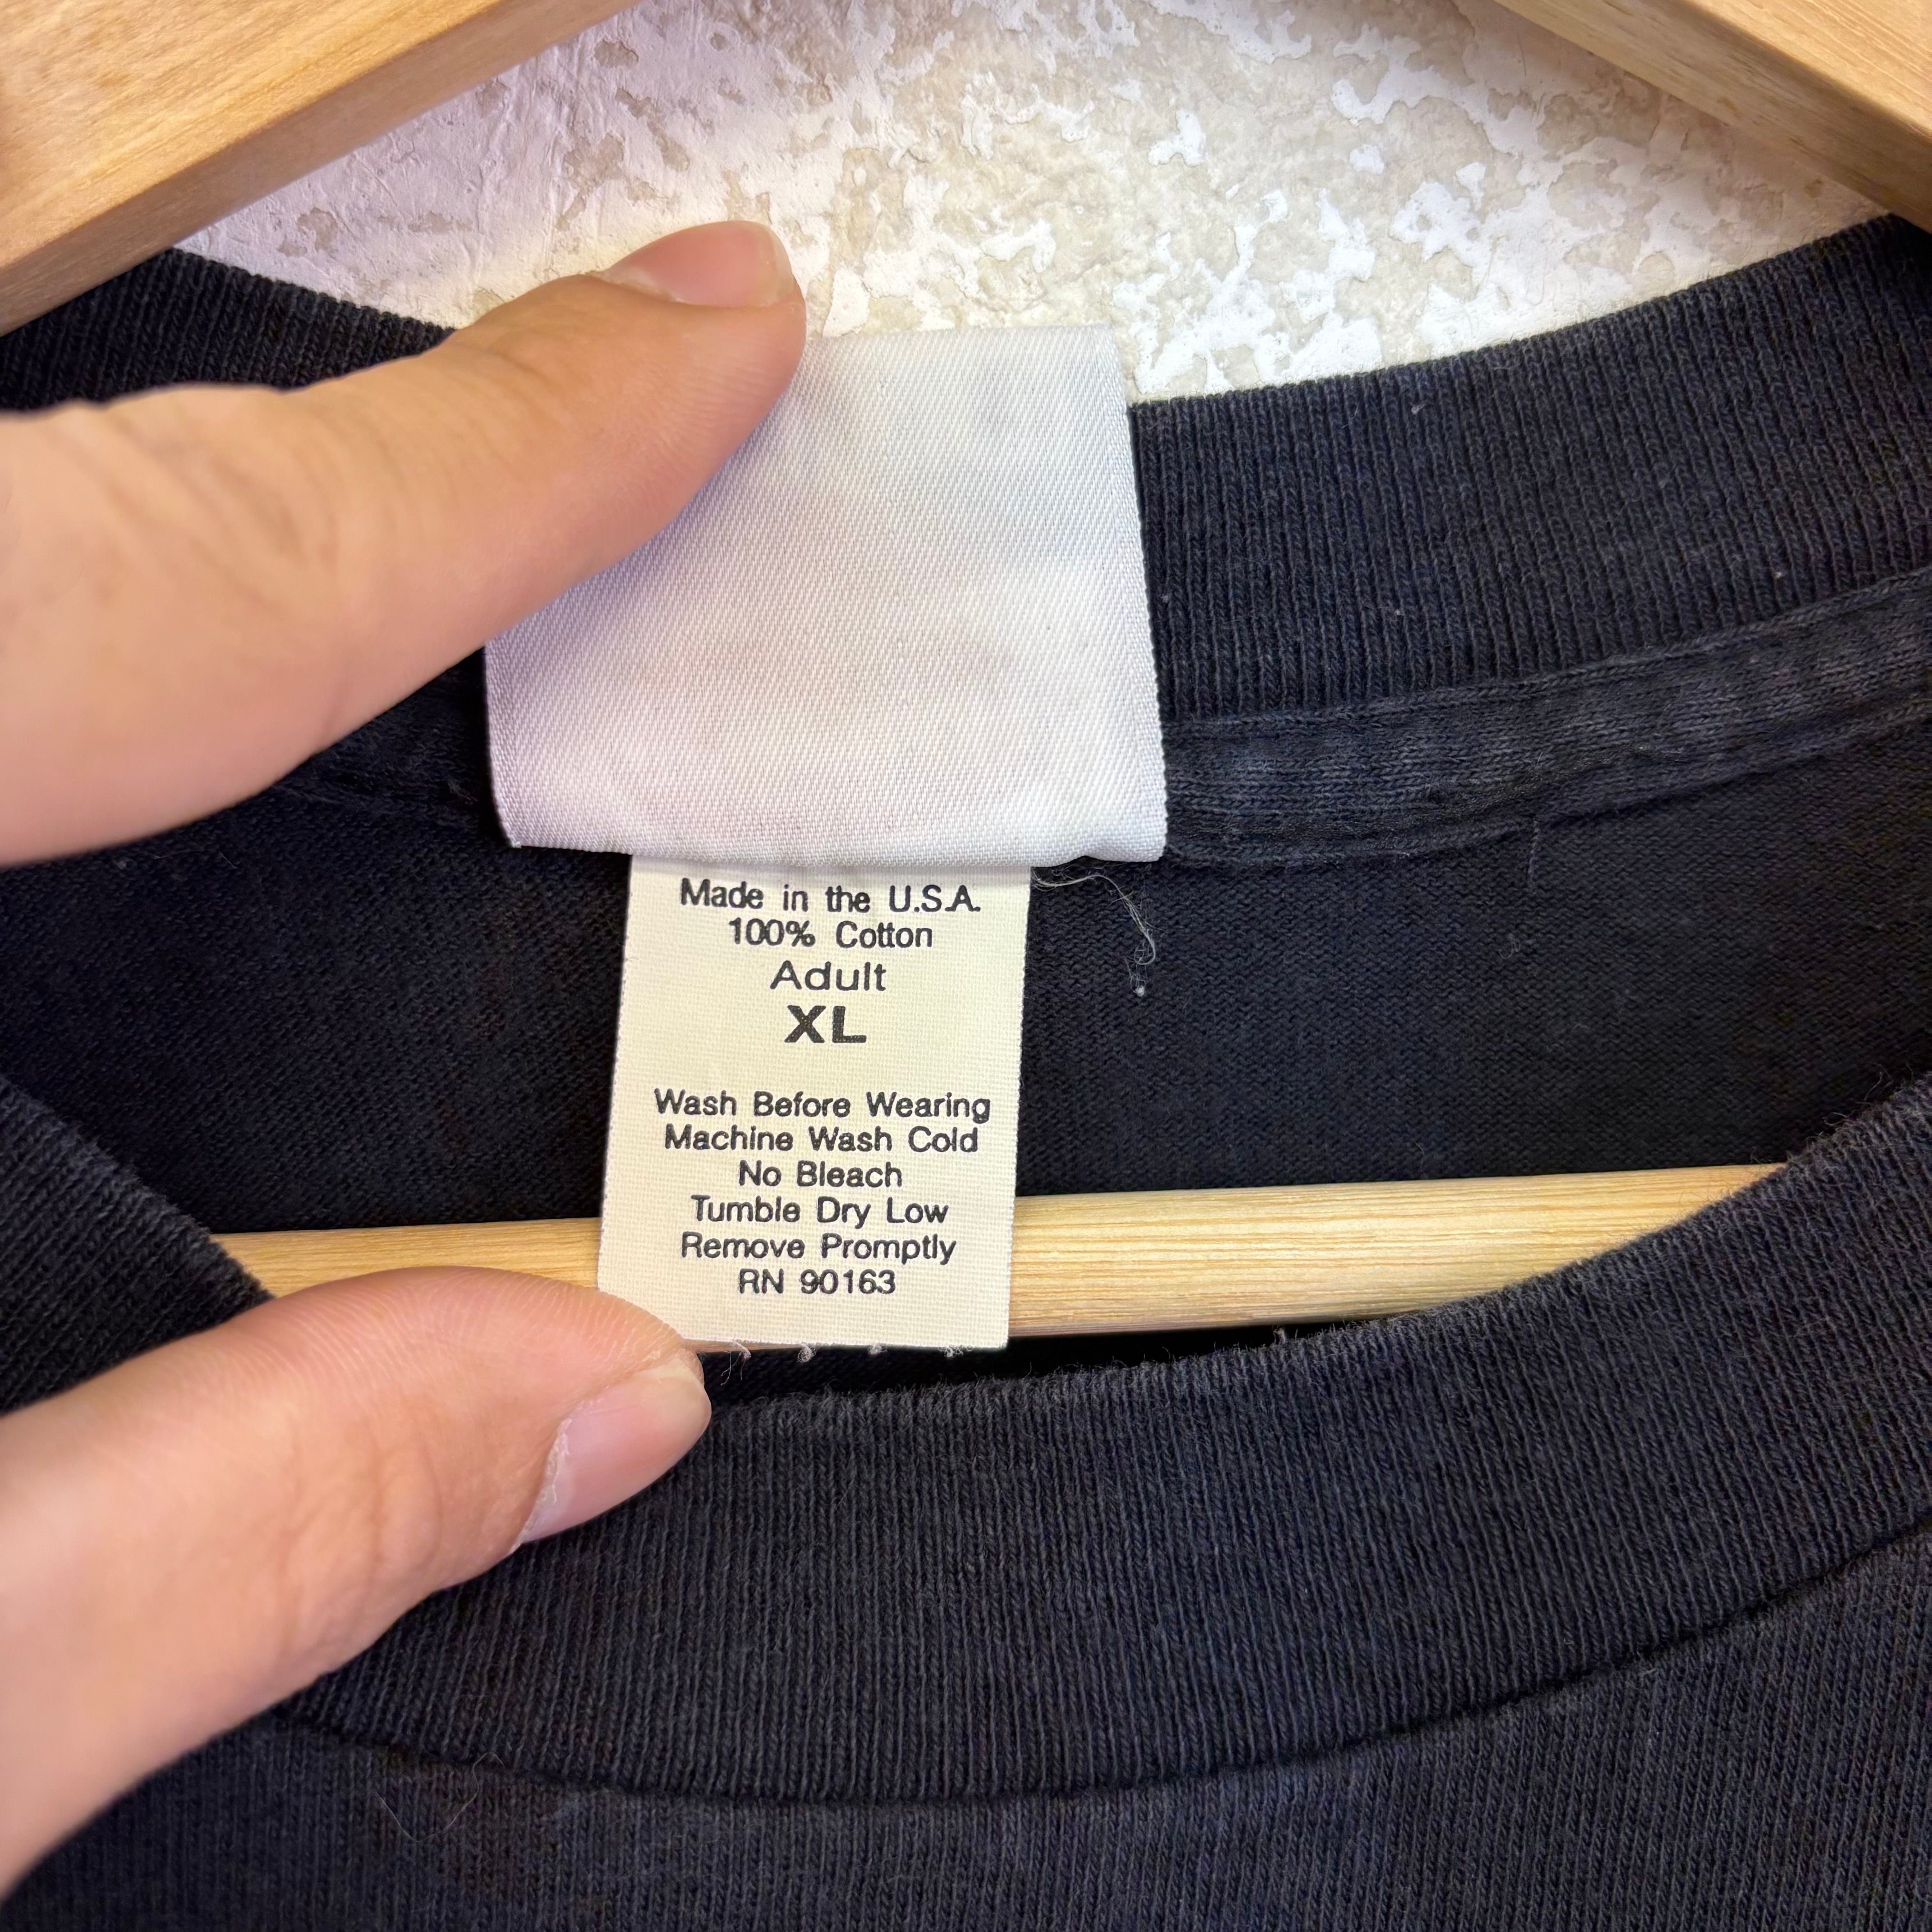 Made in the U.S.A.
100% Cotton
Adult
XL
Wash Before Wearing
Machine Wash Cold
No Bleach
Tumble Dry Low
Remove Promptly
RN 90163